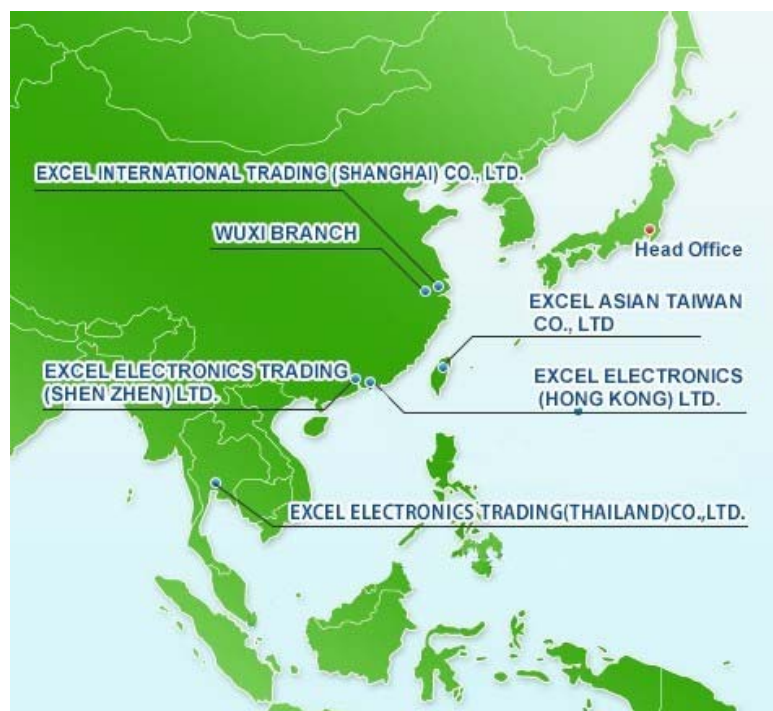 EXCEL INTERNATIONAL TRADING (SHANGHAI) CO., LTD.
WUXI BRANCH
Head Office
EXCEL ASIAN TAIWAN
CO., LTD
EXCEL ELECTRONICS TRADING
(SHEN ZHEN) LTD.
EXCEL ELECTRONICS
(HONG KONG) LTD.
EXCEL ELECTRONICS TRADING(THAILAND)CO.,LTD.